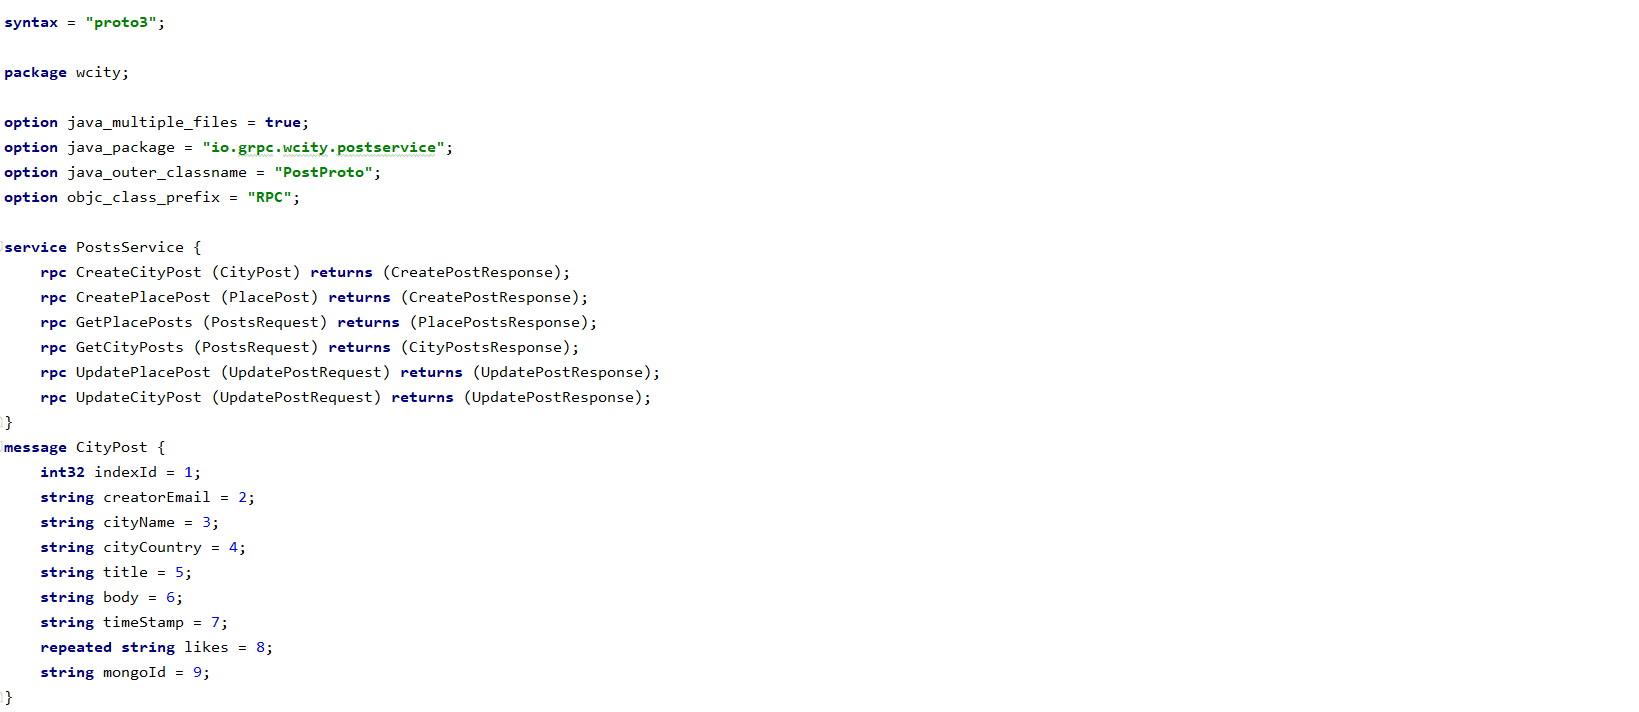 syntax = "proto3";
package wcity;
option java_multiple_files = true;
option java_package = "io.grpc.wcity.postservice";
option java_outer_classname = "PostProto";
option objc_class_prefix = "RPC";
service PostsService {
    rpc CreateCityPost (CityPost) returns (CreatePostResponse);
    rpc CreatePlacePost (PlacePost) returns (CreatePostResponse);
    rpc GetPlacePosts (PostsRequest) returns (PlacePostsResponse);
    rpc GetCityPosts (PostsRequest) returns (CityPostsResponse);
    rpc UpdatePlacePost (UpdatePostRequest) returns (UpdatePostResponse);
    rpc UpdateCityPost (UpdatePostRequest) returns (UpdatePostResponse);
}
message CityPost {
    int32 indexId = 1;
    string creatorEmail = 2;
    string cityName = 3;
    string cityCountry = 4;
    string title = 5;
    string body = 6;
    string timeStamp = 7;
    repeated string likes = 8;
    string mongoId = 9;
}